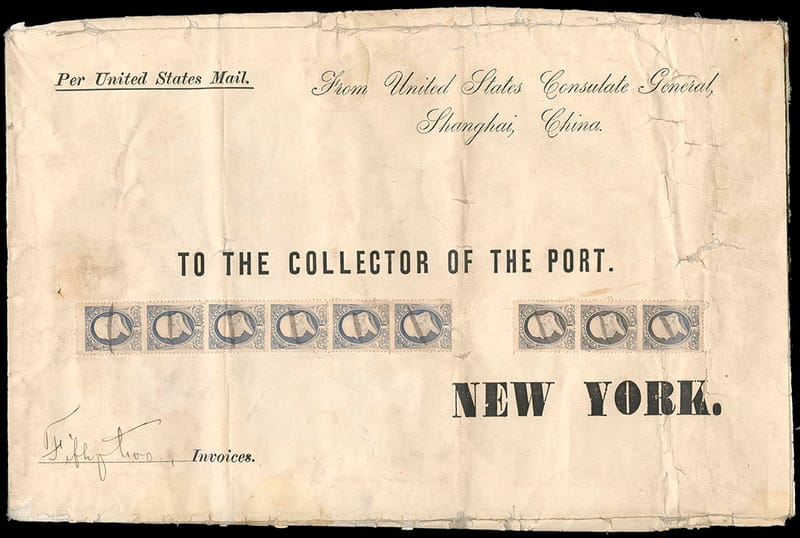 Per United States Mail.
From United States Consulate General,
Shanghai, China.
TO THE COLLECTOR OF THE PORT.
NEW YORK.
Fifty two, Invoices.